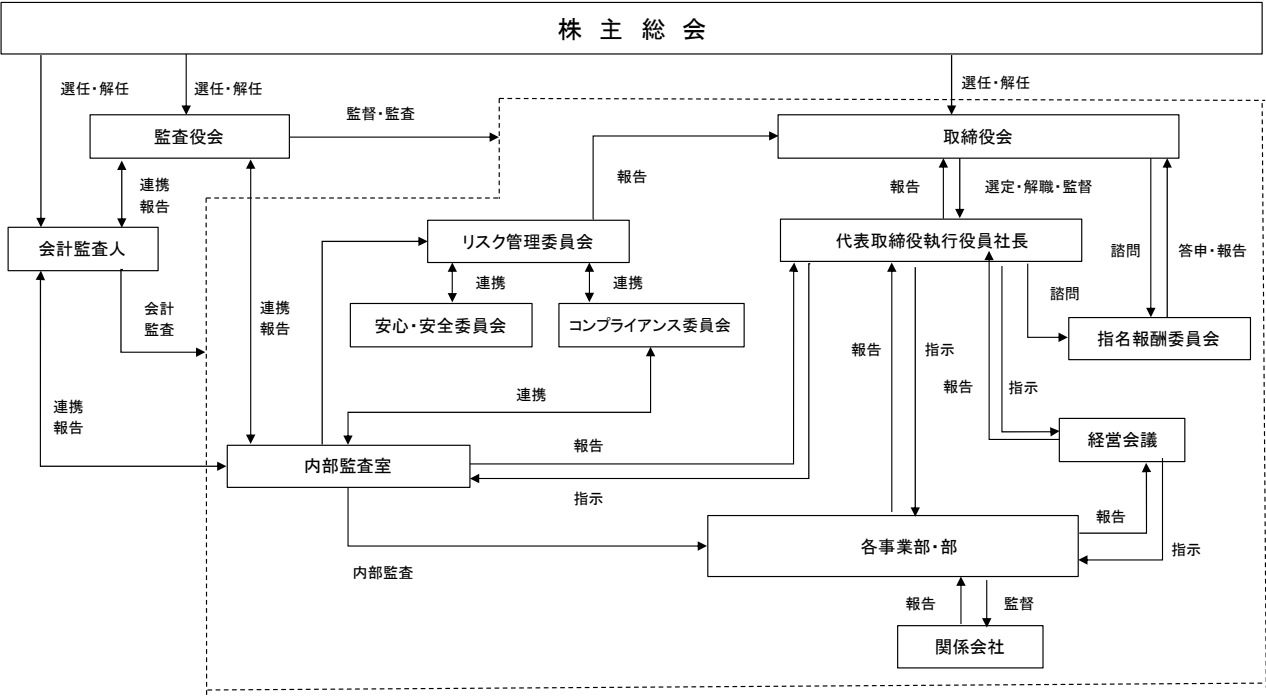 株 主 総 会
選任・解任
選任・解任
選任・解任
監督・監査
監査役会
取締役会
連携
報告
報告
報告
選定・解職・監督
会計監査人
リスク管理委員会
代表取締役執行役員社長
諮問
答申・報告
連携
連携
諮問
会計
監査
連携
報告
安心・安全委員会
コンプライアンス委員会
指名報酬委員会
報告
指示
報告
指示
連携
連携
報告
経営会議
内部監査室
報告
指示
報告
各事業部・部
指示
内部監査
報告
監督
関係会社